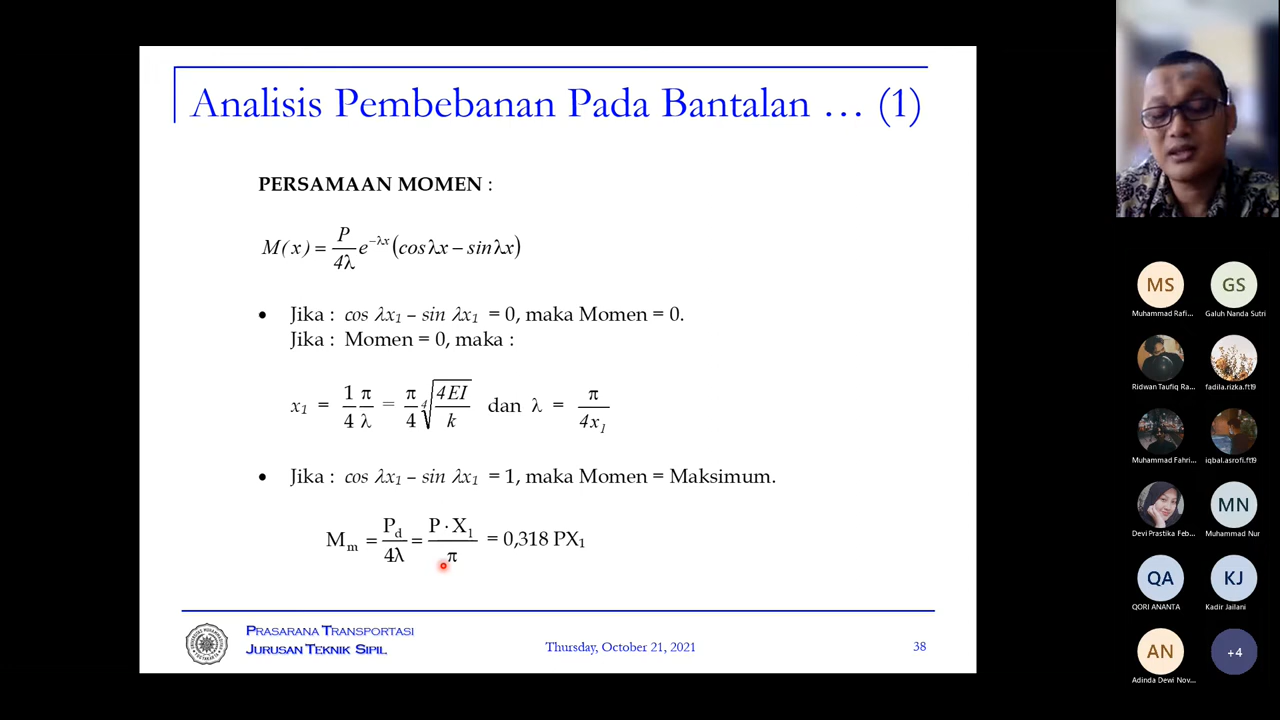 Analisis Pembebanan Pada Bantalan … (1)
PERSAMAAN MOMEN :
M(x) = P/4λ e^−λx (cos λx − sin λx)
• Jika : cos λx₁ – sin λx₁ = 0, maka Momen = 0.
Jika : Momen = 0, maka :
x₁ = 1/4 π/λ = π/4 ⁴√(4EI/k) dan λ = π/4x₁
• Jika : cos λx₁ – sin λx₁ = 1, maka Momen = Maksimum.
Mₘ = P_d/4λ = P · X₁/π = 0,318 PX₁
PRASARANA TRANSPORTASI
JURUSAN TEKNIK SIPIL
Thursday, October 21, 2021
38
MS
GS
Muhammad Rafi...
Galuh Nanda Sutri
Ridwan Taufiq Ra...
fadila.rizka.ft19
Muhammad Fahri...
iqbal.asrofi.ft19
MN
Devi Prastika Feb...
Muhammad Nur
QA
KJ
QORI ANANTA
Kadir Jailani
AN
+4
Adinda Dewi Nov...